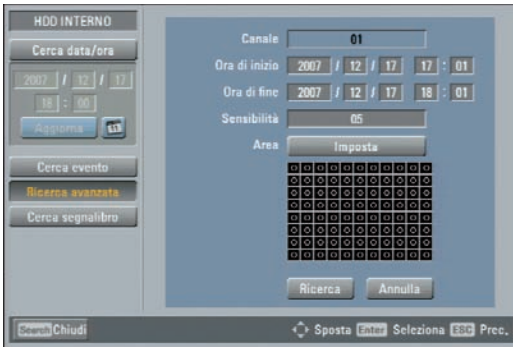 HDD INTERNO
Cerca data/ora
2007 / 12 / 17
18 : 00
Aggiorna
Cerca evento
Ricerca avanzata
Cerca segnalibro
Canale 01
Ora di inizio 2007 / 12 / 17 17 : 01
Ora di fine 2007 / 12 / 17 18 : 01
Sensibilità 05
Area Imposta
Ricerca Annulla
Search Chiudi
Sposta Enter Seleziona ESC Prec.